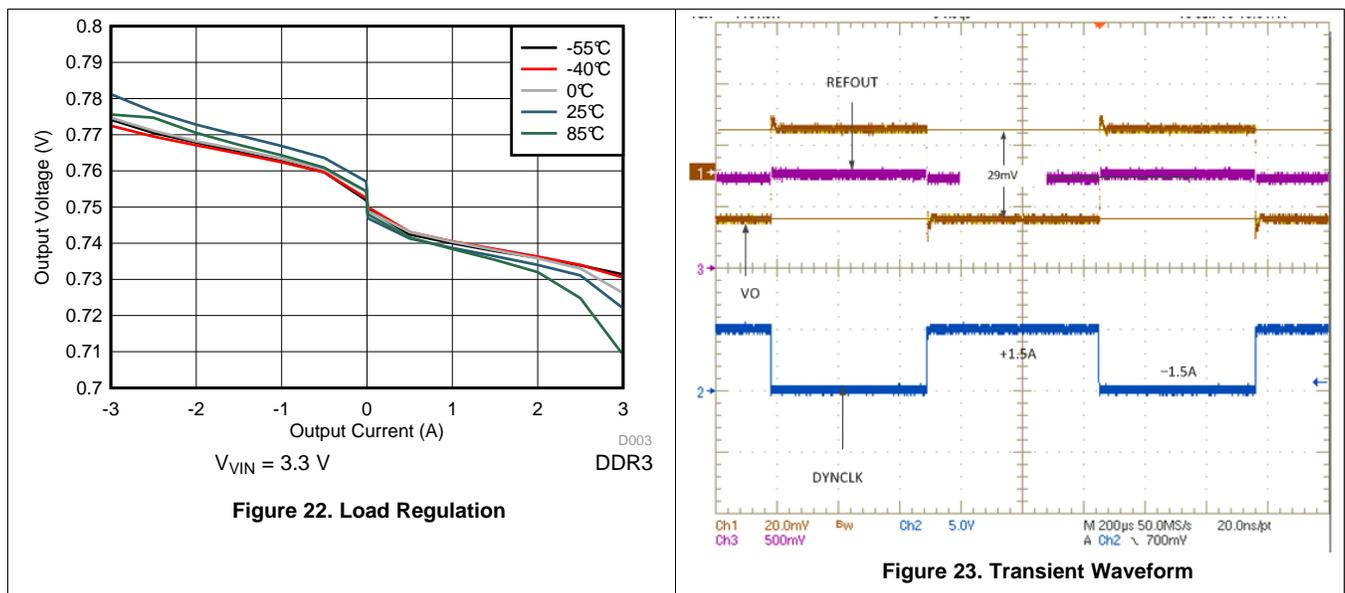 0.8
0.79
0.78
0.77
0.76
0.75
0.74
0.73
0.72
0.71
0.7
Output Voltage (V)
-55°C
-40°C
0°C
25°C
85°C
-3 -2 -1 0 1 2 3
Output Current (A)
D003
VVIN = 3.3 V
DDR3
Figure 22. Load Regulation
REFOUT
1
29mV
3
VO
+1.5A
−1.5A
2
DYNCLK
Ch1 20.0mV BW Ch2 5.0V M 200µs 50.0MS/s 20.0ns/pt
Ch3 500mV A Ch2 \ 700mV
Figure 23. Transient Waveform